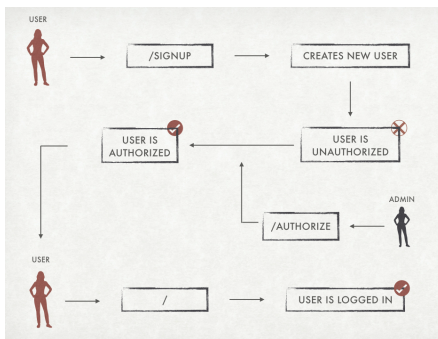 USER
/SIGNUP
CREATES NEW USER
USER IS
AUTHORIZED
USER IS
UNAUTHORIZED
/AUTHORIZE
ADMIN
USER
/
USER IS LOGGED IN